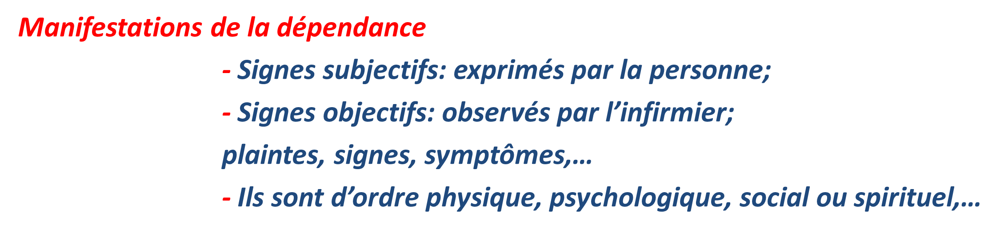 Manifestations de la dépendance
- Signes subjectifs: exprimés par la personne;
- Signes objectifs: observés par l’infirmier;
plaintes, signes, symptômes,…
- Ils sont d’ordre physique, psychologique, social ou spirituel,…